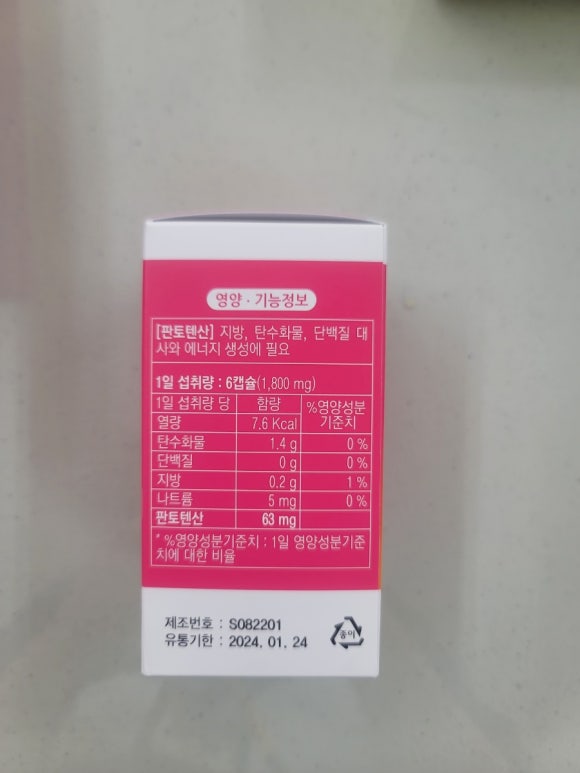 영양 · 기능정보
[판토텐산] 지방, 탄수화물, 단백질 대
사와 에너지 생성에 필요
1일 섭취량 : 6캡슐(1,800 mg)
1일 섭취량 당 함량 %영양성분
기준치
열량 7.6 Kcal
탄수화물 1.4 g 0 %
단백질 0 g 0 %
지방 0.2 g 1 %
나트륨 5 mg 0 %
판토텐산 63 mg
* %영양성분기준치 : 1일 영양성분기준
치에 대한 비율
제조번호 : S082201
유통기한 : 2024, 01, 24
종이